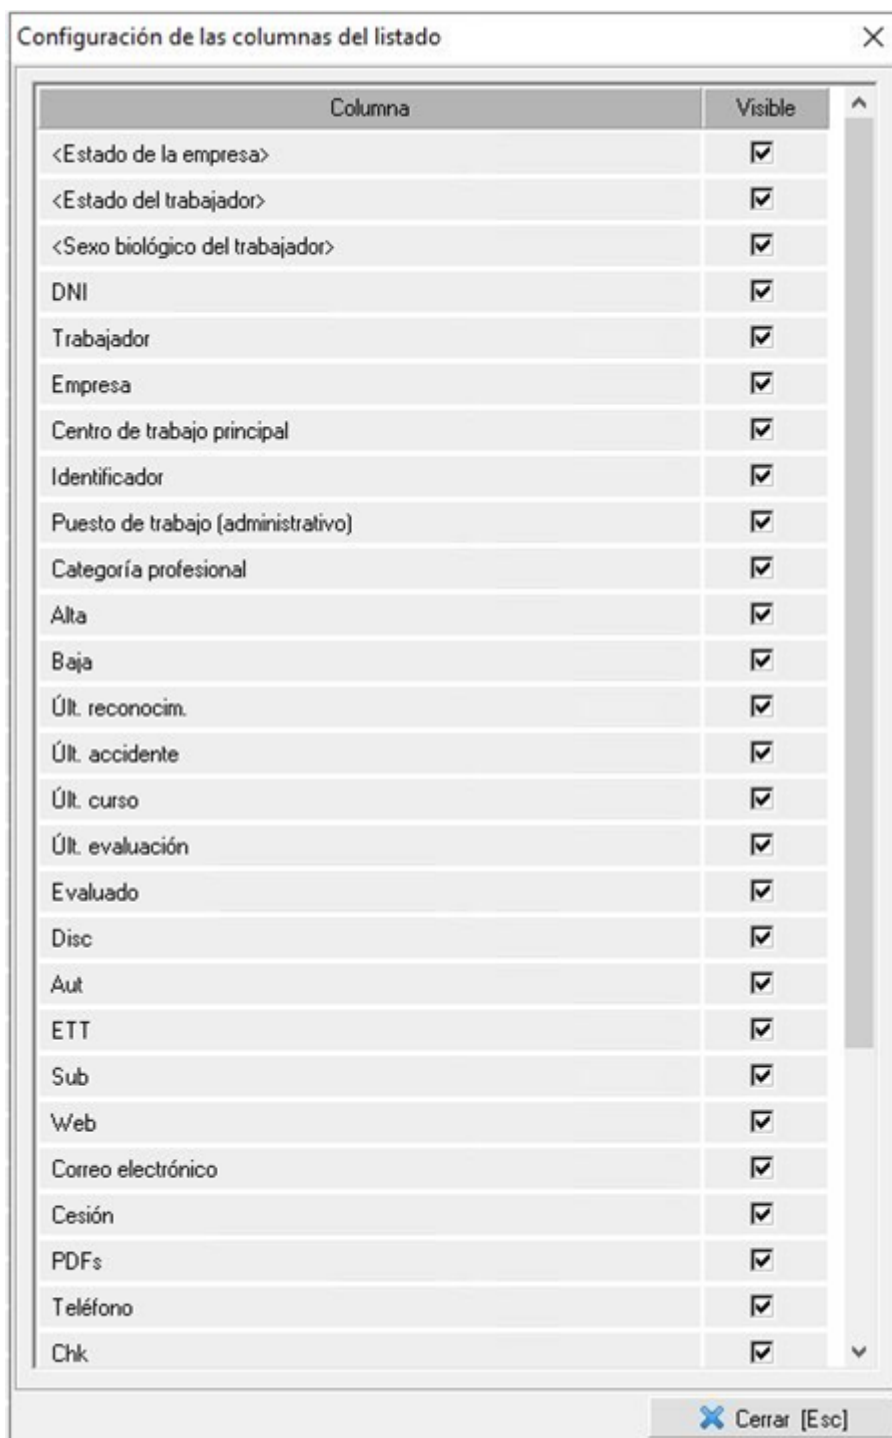 Configuración de las columnas del listado
Columna Visible
<Estado de la empresa>
<Estado del trabajador>
<Sexo biológico del trabajador>
DNI
Trabajador
Empresa
Centro de trabajo principal
Identificador
Puesto de trabajo (administrativo)
Categoría profesional
Alta
Baja
Últ. reconocim.
Últ. accidente
Últ. curso
Últ. evaluación
Evaluado
Disc
Aut
ETT
Sub
Web
Correo electrónico
Cesión
PDFs
Teléfono
Chk
Cerrar [Esc]